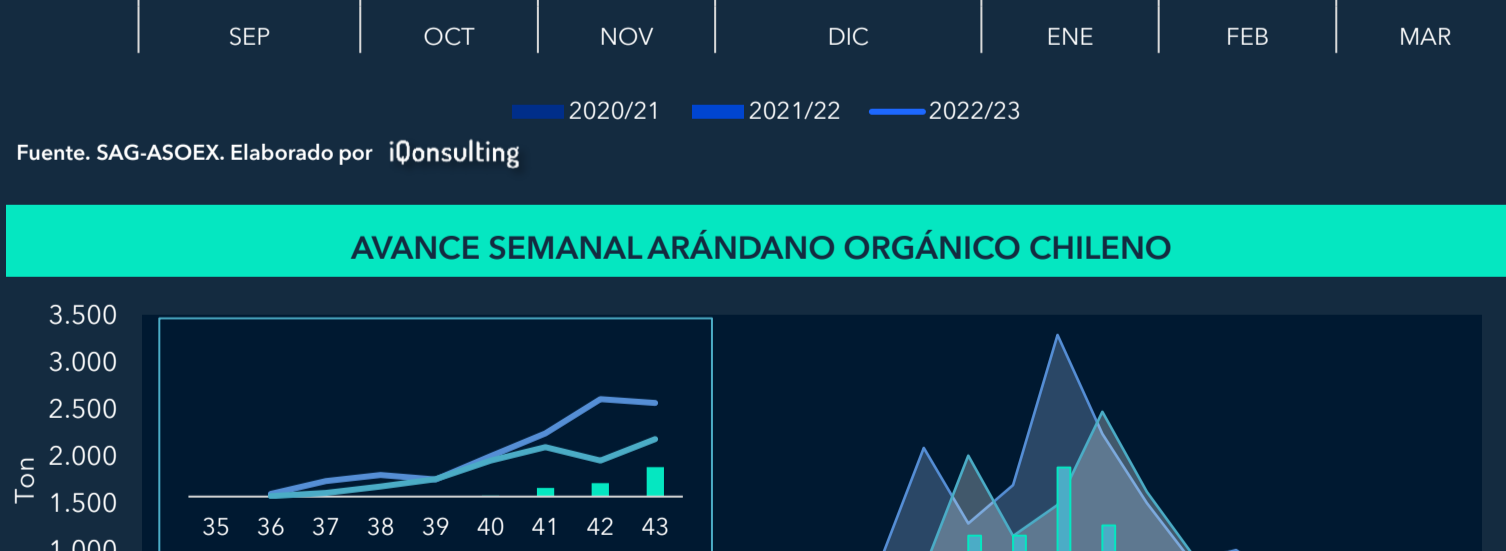 SEP OCT NOV DIC ENE FEB MAR
2020/21 2021/22 2022/23
Fuente. SAG-ASOEX. Elaborado por iQonsulting
AVANCE SEMANAL ARÁNDANO ORGÁNICO CHILENO
3.500
3.000
2.500
2.000
Ton
1.500
35 36 37 38 39 40 41 42 43
1.000